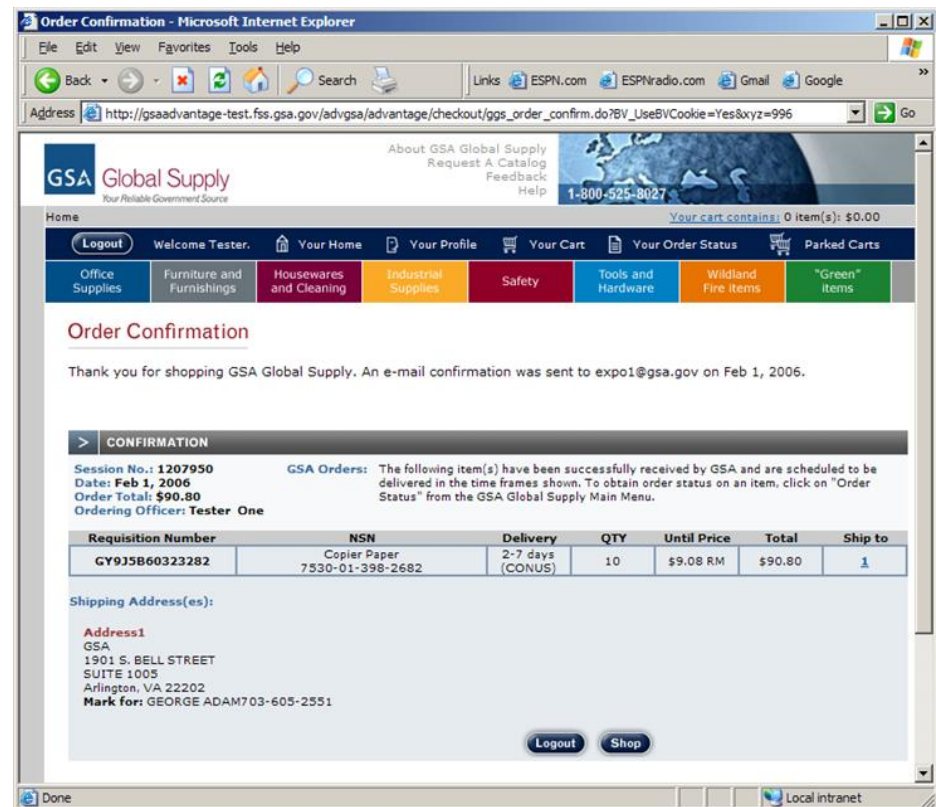 Order Confirmation - Microsoft Internet Explorer
File Edit View Favorites Tools Help
Back Search Links ESPN.com ESPNradio.com Gmail Google »
Address http://gsaadvantage-test.fss.gsa.gov/advgsa/advantage/checkout/ggs_order_confirm.do?BV_UseBVCookie=Yes&xyz=996 Go
GSA Global Supply
Your Reliable Government Source
About GSA Global Supply
Request A Catalog
Feedback
Help
1-800-525-8027
Home Your cart contains: 0 item(s): $0.00
Logout Welcome Tester. Your Home Your Profile Your Cart Your Order Status Parked Carts
Office Supplies Furniture and Furnishings Housewares and Cleaning Industrial Supplies Safety Tools and Hardware Wildland Fire items "Green" items
Order Confirmation
Thank you for shopping GSA Global Supply. An e-mail confirmation was sent to expo1@gsa.gov on Feb 1, 2006.
> CONFIRMATION
Session No.: 1207950
Date: Feb 1, 2006
Order Total: $90.80
Ordering Officer: Tester One
GSA Orders: The following item(s) have been successfully received by GSA and are scheduled to be
delivered in the time frames shown. To obtain order status on an item, click on "Order
Status" from the GSA Global Supply Main Menu.
Requisition Number NSN Delivery QTY Until Price Total Ship to
GY9J5B60323282 Copier Paper 7530-01-398-2682 2-7 days (CONUS) 10 $9.08 RM $90.80 1
Shipping Address(es):
Address1
GSA
1901 S. BELL STREET
SUITE 1005
Arlington, VA 22202
Mark for: GEORGE ADAM703-605-2551
Logout Shop
Done Local intranet